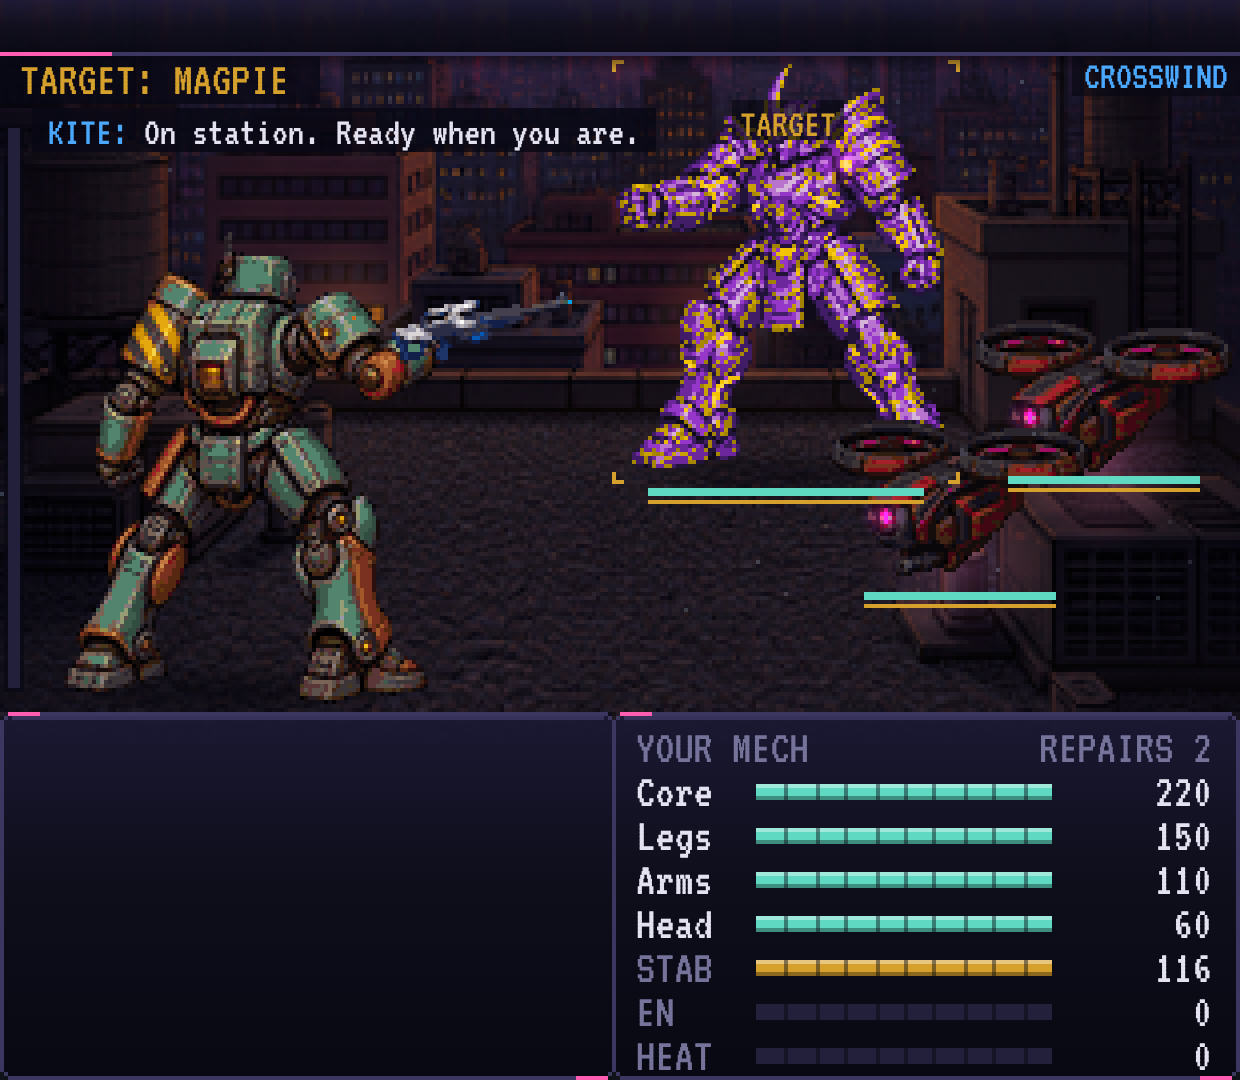 TARGET: MAGPIE
CROSSWIND
KITE: On station. Ready when you are.
TARGET
YOUR MECH REPAIRS 2
Core 220
Legs 150
Arms 110
Head 60
STAB 116
EN 0
HEAT 0